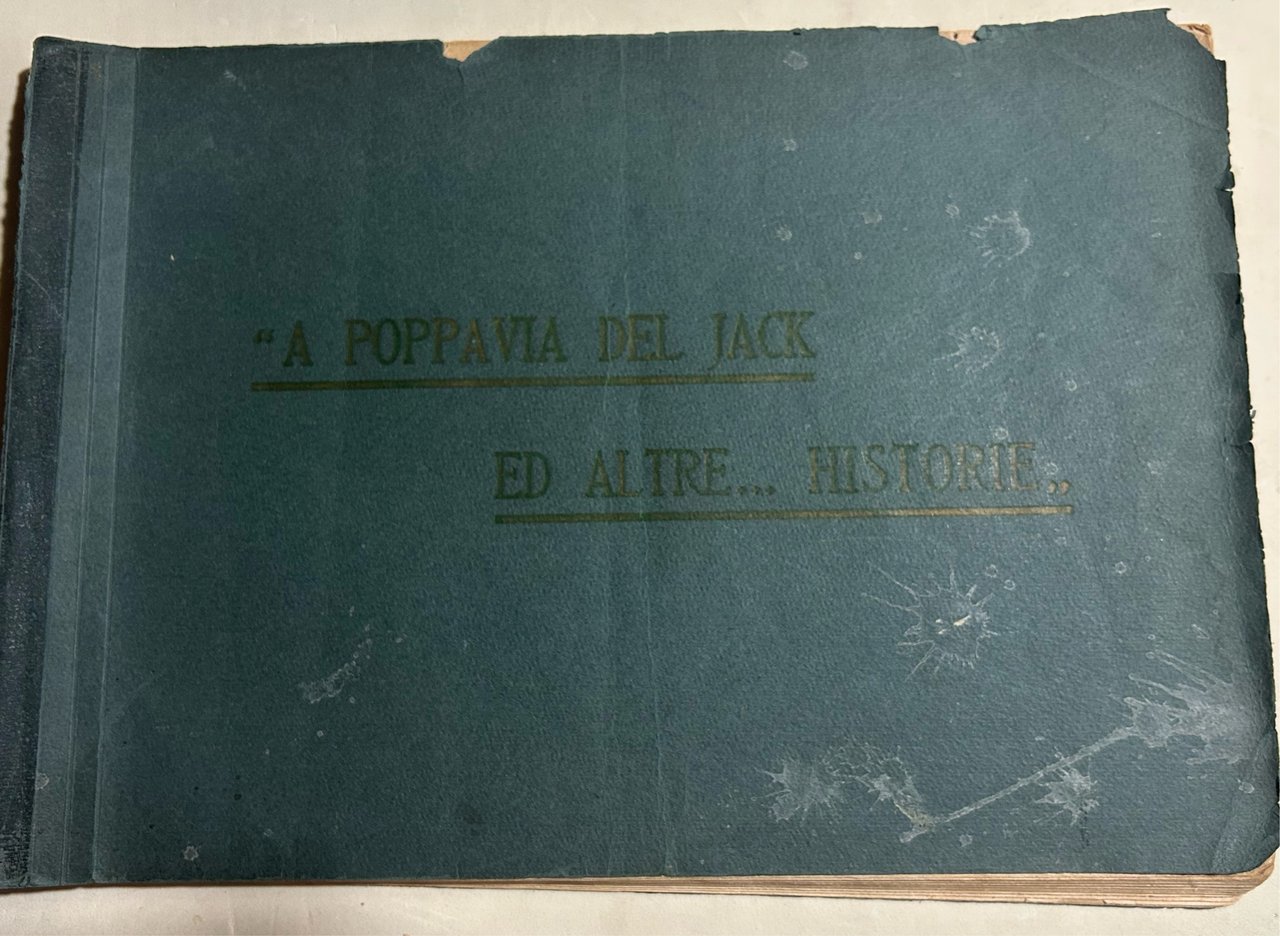 “A POPPAVIA DEL JACK
ED ALTRE... HISTORIE„